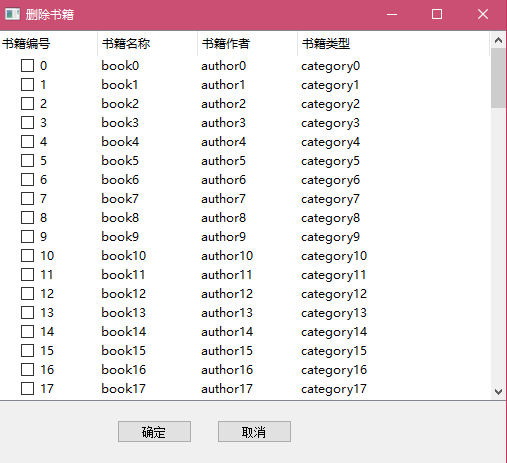 删除书籍
书籍编号 书籍名称 书籍作者 书籍类型
0 book0 author0 category0
1 book1 author1 category1
2 book2 author2 category2
3 book3 author3 category3
4 book4 author4 category4
5 book5 author5 category5
6 book6 author6 category6
7 book7 author7 category7
8 book8 author8 category8
9 book9 author9 category9
10 book10 author10 category10
11 book11 author11 category11
12 book12 author12 category12
13 book13 author13 category13
14 book14 author14 category14
15 book15 author15 category15
16 book16 author16 category16
17 book17 author17 category17
确定 取消